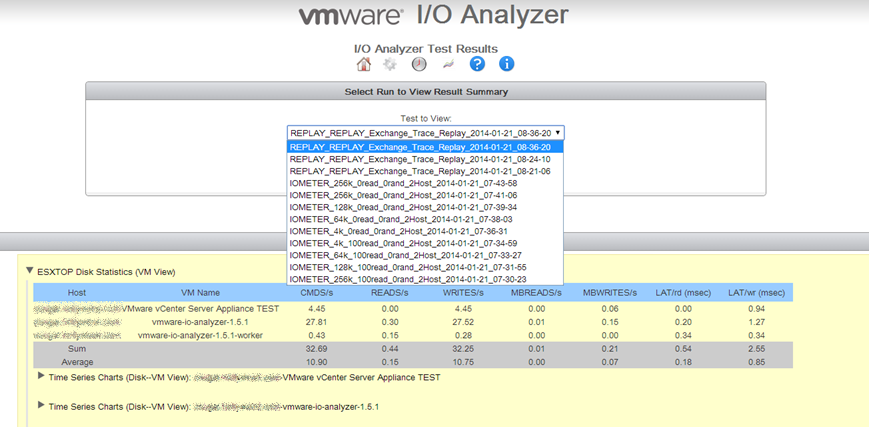 vmware® I/O Analyzer
I/O Analyzer Test Results
Select Run to View Result Summary
Test to View:
REPLAY_REPLAY_Exchange_Trace_Replay_2014-01-21_08-36-20
REPLAY_REPLAY_Exchange_Trace_Replay_2014-01-21_08-36-20
REPLAY_REPLAY_Exchange_Trace_Replay_2014-01-21_08-24-10
REPLAY_REPLAY_Exchange_Trace_Replay_2014-01-21_08-21-06
IOMETER_256k_0read_0rand_2Host_2014-01-21_07-43-58
IOMETER_256k_0read_0rand_2Host_2014-01-21_07-41-06
IOMETER_128k_0read_0rand_2Host_2014-01-21_07-39-34
IOMETER_64k_0read_0rand_2Host_2014-01-21_07-38-03
IOMETER_4k_0read_0rand_2Host_2014-01-21_07-36-31
IOMETER_4k_100read_0rand_2Host_2014-01-21_07-34-59
IOMETER_64k_100read_0rand_2Host_2014-01-21_07-33-27
IOMETER_128k_100read_0rand_2Host_2014-01-21_07-31-55
IOMETER_256k_100read_0rand_2Host_2014-01-21_07-30-23
ESXTOP Disk Statistics (VM View)
Host VM Name CMDS/s READS/s WRITES/s MBREADS/s MBWRITES/s LAT/rd (msec) LAT/wr (msec)
VMware vCenter Server Appliance TEST 4.45 0.00 4.45 0.00 0.06 0.00 0.94
vmware-io-analyzer-1.5.1 27.81 0.30 27.52 0.01 0.15 0.20 1.27
vmware-io-analyzer-1.5.1-worker 0.43 0.15 0.28 0.00 0.00 0.34 0.34
Sum 32.69 0.44 32.25 0.01 0.21 0.54 2.55
Average 10.90 0.15 10.75 0.00 0.07 0.18 0.85
Time Series Charts (Disk--VM View): -VMware vCenter Server Appliance TEST
Time Series Charts (Disk--VM View): -vmware-io-analyzer-1.5.1